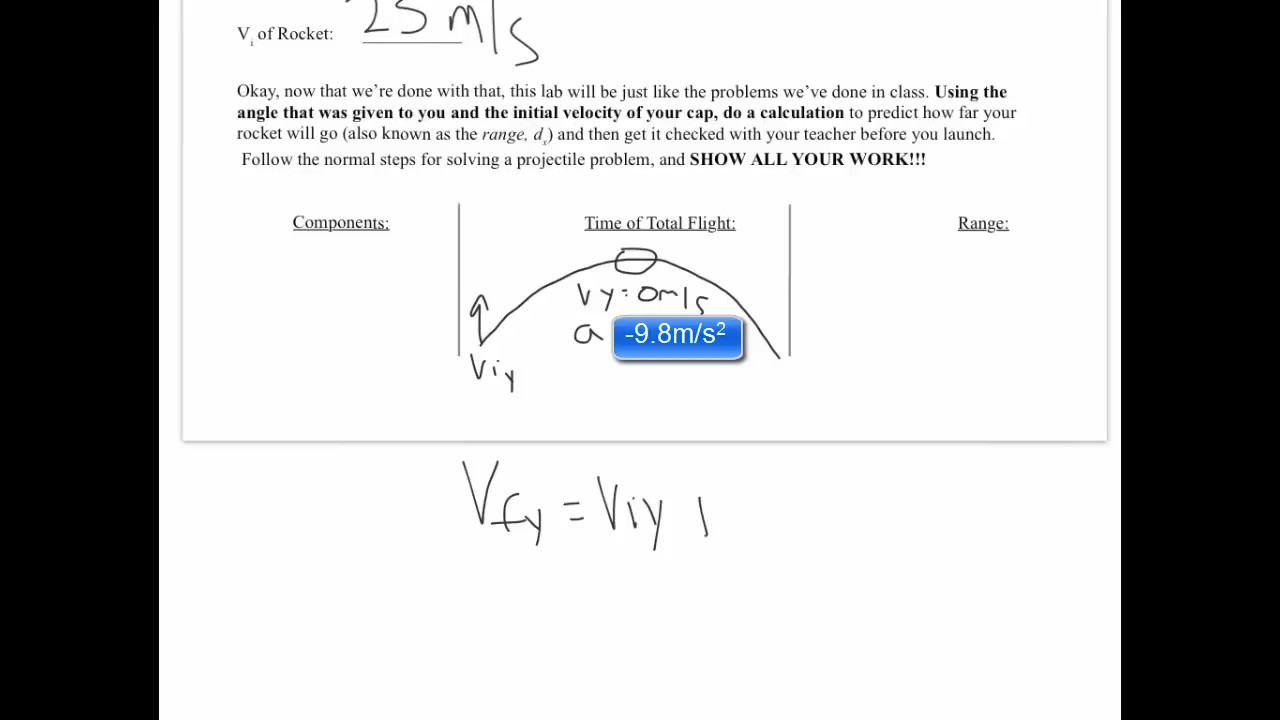 V i of Rocket: 25 m/s
Okay, now that we're done with that, this lab will be just like the problems we've done in class. Using the
angle that was given to you and the initial velocity of your cap, do a calculation to predict how far your
rocket will go (also known as the range, dx) and then get it checked with your teacher before you launch.
Follow the normal steps for solving a projectile problem, and SHOW ALL YOUR WORK!!!
Components: Time of Total Flight: Range:
Vy=0m/s
a -9.8m/s²
Viy
Vfy = Viy